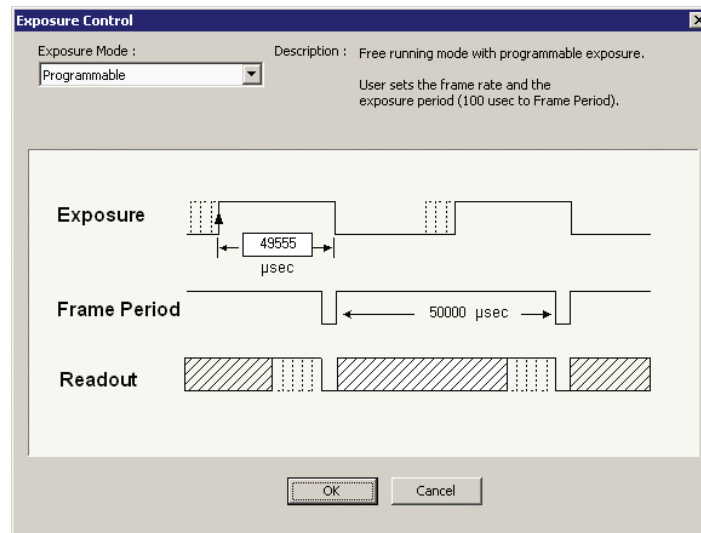 Exposure Control
Exposure Mode :
Programmable
Description :
Free running mode with programmable exposure.
User sets the frame rate and the
exposure period (100 usec to Frame Period).
Exposure
49555
µsec
Frame Period
50000 µsec
Readout
OK
Cancel